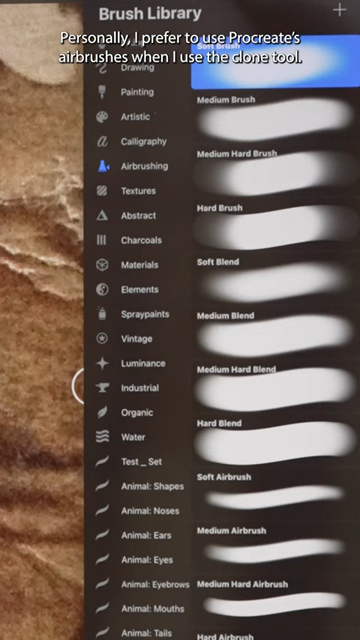 Brush Library
Personally, I prefer to use Procreate's
airbrushes when I use the clone tool.
Drawing
Painting
Artistic
Calligraphy
Airbrushing
Textures
Abstract
Charcoals
Materials
Elements
Spraypaints
Vintage
Luminance
Industrial
Organic
Water
Test _ Set
Animal: Shapes
Animal: Noses
Animal: Ears
Animal: Eyes
Animal: Eyebrows
Animal: Mouths
Animal: Tails
Soft Brush
Medium Brush
Medium Hard Brush
Hard Brush
Soft Blend
Medium Blend
Medium Hard Blend
Hard Blend
Soft Airbrush
Medium Airbrush
Medium Hard Airbrush
Hard Airbrush